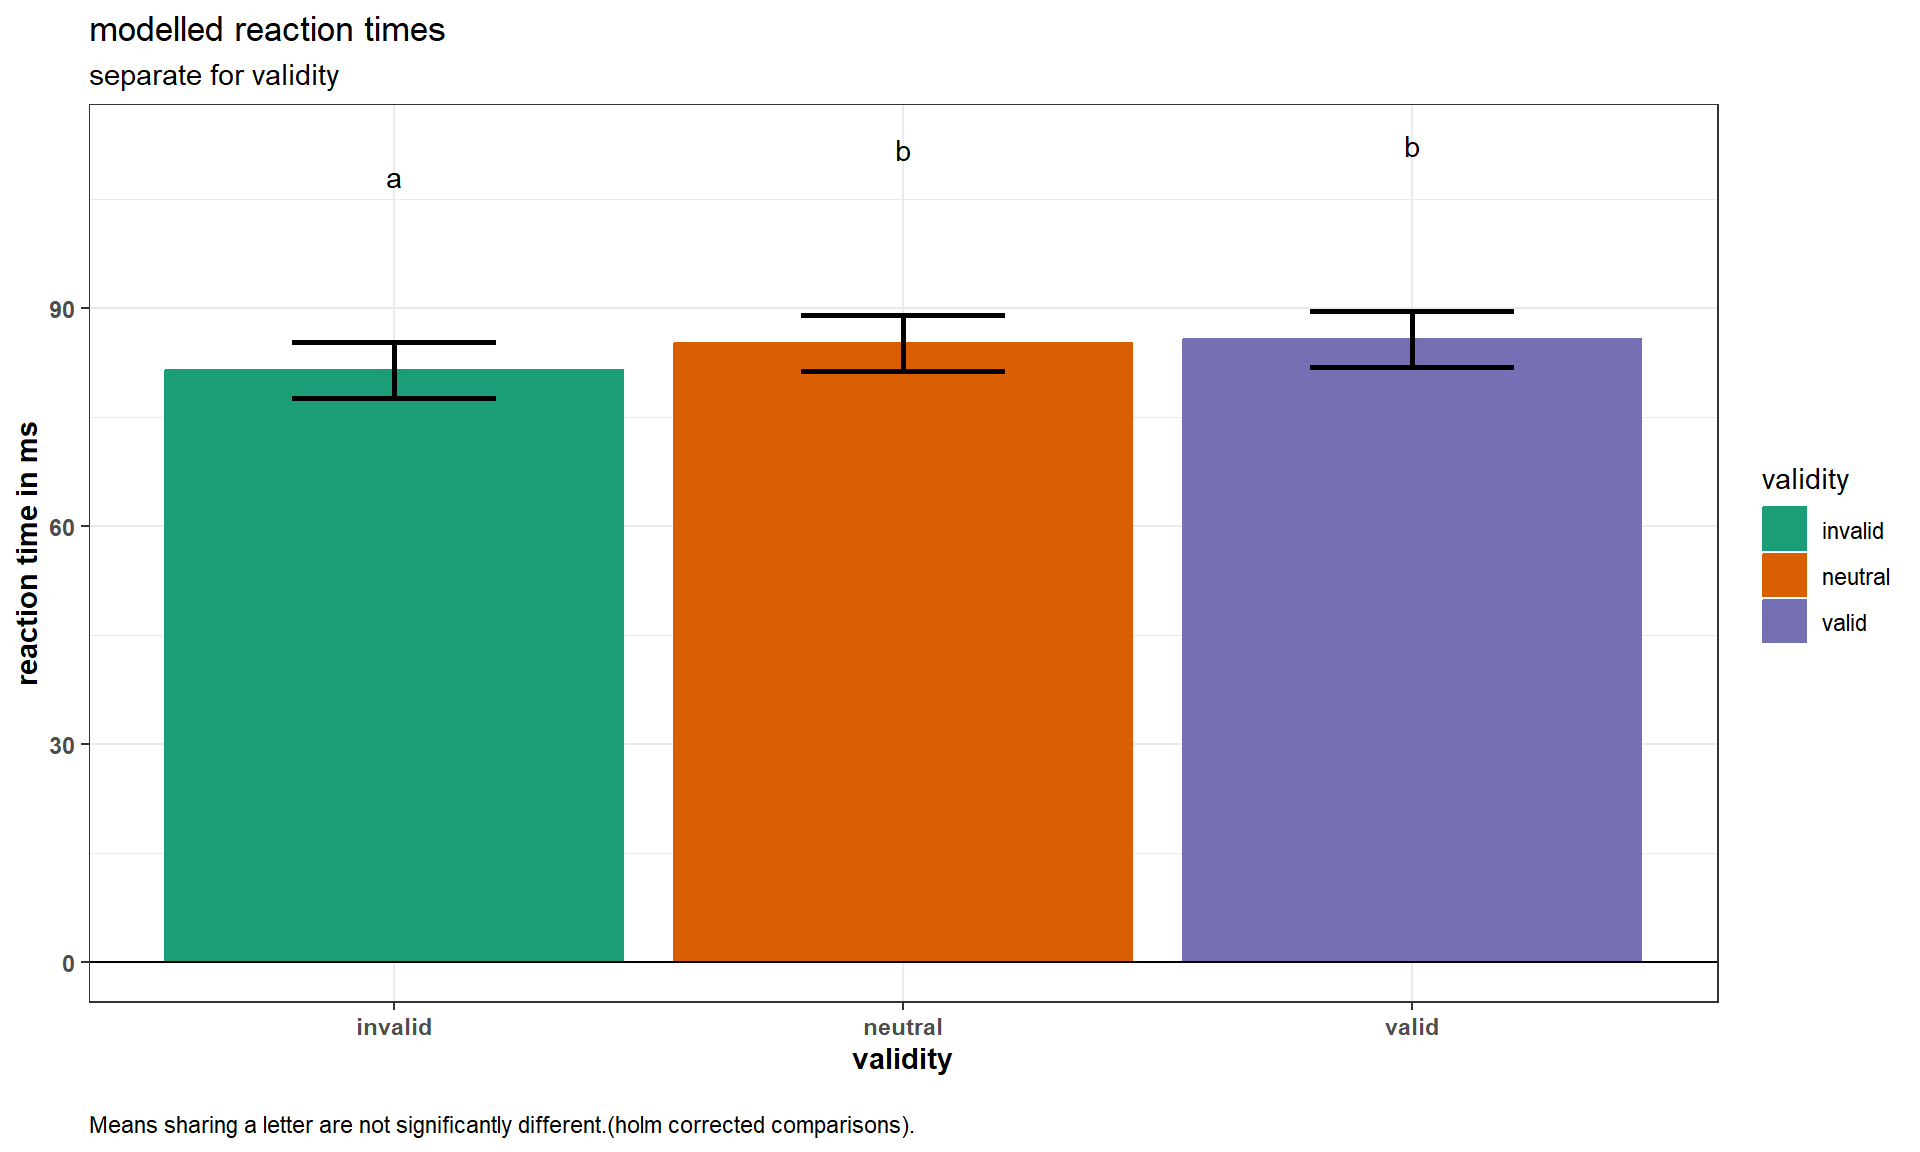 modelled reaction times
separate for validity
a
b
b
90
60
30
0
reaction time in ms
invalid
neutral
valid
validity
validity
invalid
neutral
valid
Means sharing a letter are not significantly different.(holm corrected comparisons).